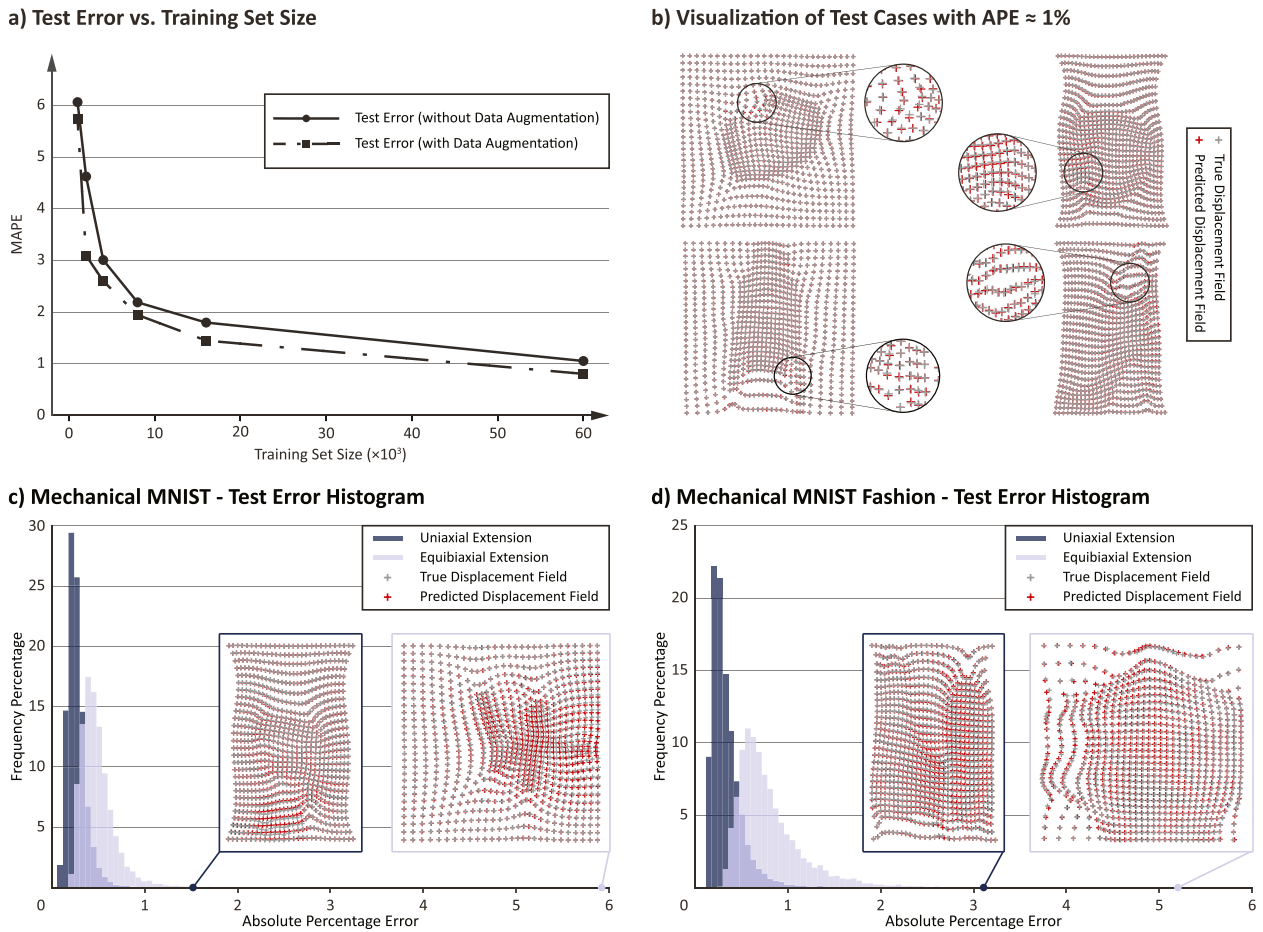 a) Test Error vs. Training Set Size
6
5
4
3
2
1
0
MAPE
Test Error (without Data Augmentation)
Test Error (with Data Augmentation)
0 10 20 30 40 50 60
Training Set Size (×10³)
b) Visualization of Test Cases with APE ≈ 1%
True Displacement Field
Predicted Displacement Field
c) Mechanical MNIST - Test Error Histogram
30
25
20
15
10
5
Frequency Percentage
Uniaxial Extension
Equibiaxial Extension
True Displacement Field
Predicted Displacement Field
0 1 2 3 4 5 6
Absolute Percentage Error
d) Mechanical MNIST Fashion - Test Error Histogram
25
20
15
10
5
Frequency Percentage
Uniaxial Extension
Equibiaxial Extension
True Displacement Field
Predicted Displacement Field
0 1 2 3 4 5 6
Absolute Percentage Error